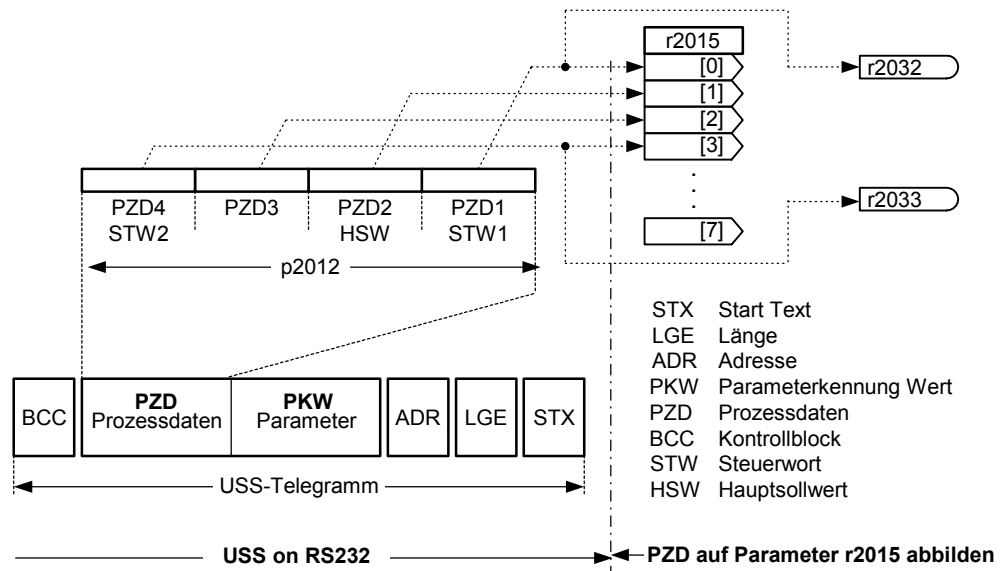 r2015
[0]
r2032
[1]
[2]
[3]
PZD4 PZD3 PZD2 PZD1
STW2 HSW STW1
r2033
[7]
p2012
STX Start Text
LGE Länge
ADR Adresse
PKW Parameterkennung Wert
PZD Prozessdaten
BCC Kontrollblock
STW Steuerwort
HSW Hauptsollwert
BCC PZD Prozessdaten PKW Parameter ADR LGE STX
USS-Telegramm
USS on RS232
PZD auf Parameter r2015 abbilden